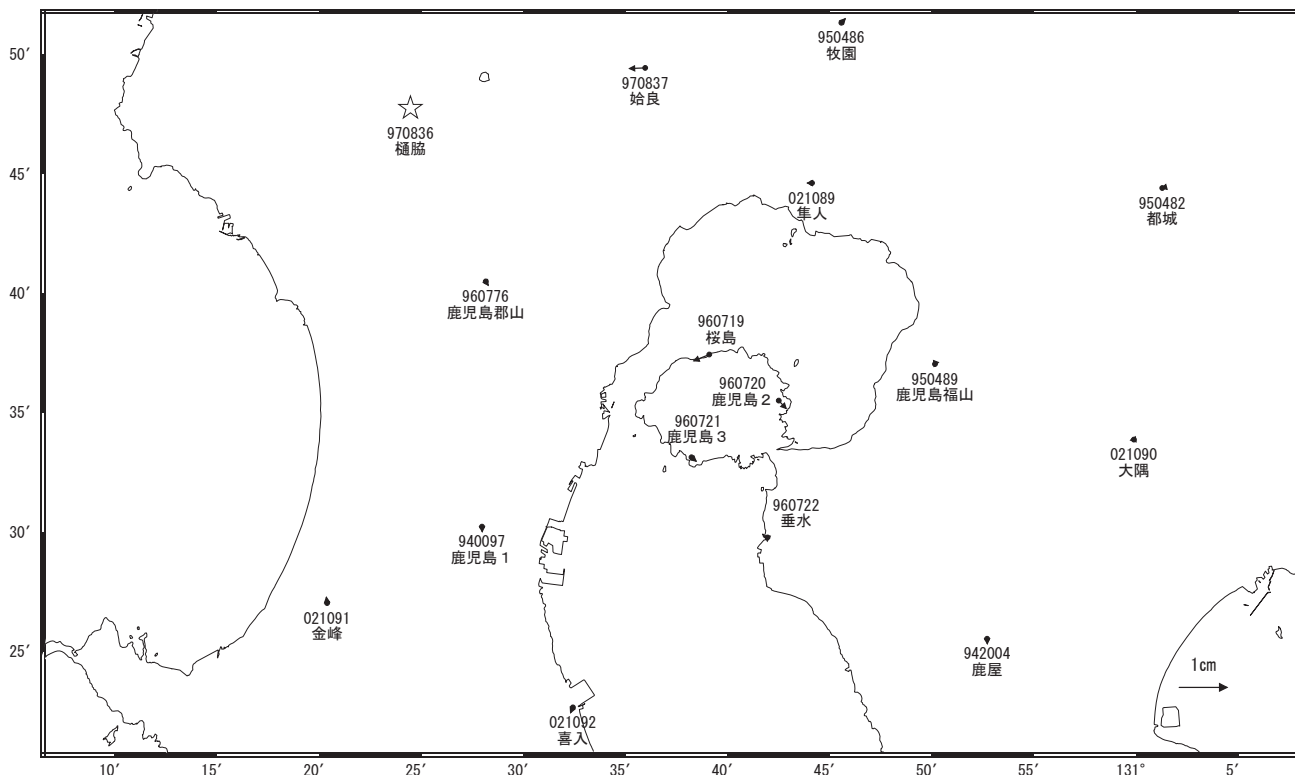 50′
45′
40′
35′
30′
25′
950486
牧園
970837
姶良
970836
樋脇
021089
隼人
950482
都城
960776
鹿児島郡山
960719
桜島
960720
鹿児島２
960721
鹿児島３
950489
鹿児島福山
021090
大隅
960722
垂水
940097
鹿児島１
021091
金峰
942004
鹿屋
1cm
021092
喜入
10′ 15′ 20′ 25′ 30′ 35′ 40′ 45′ 50′ 55′ 131° 5′